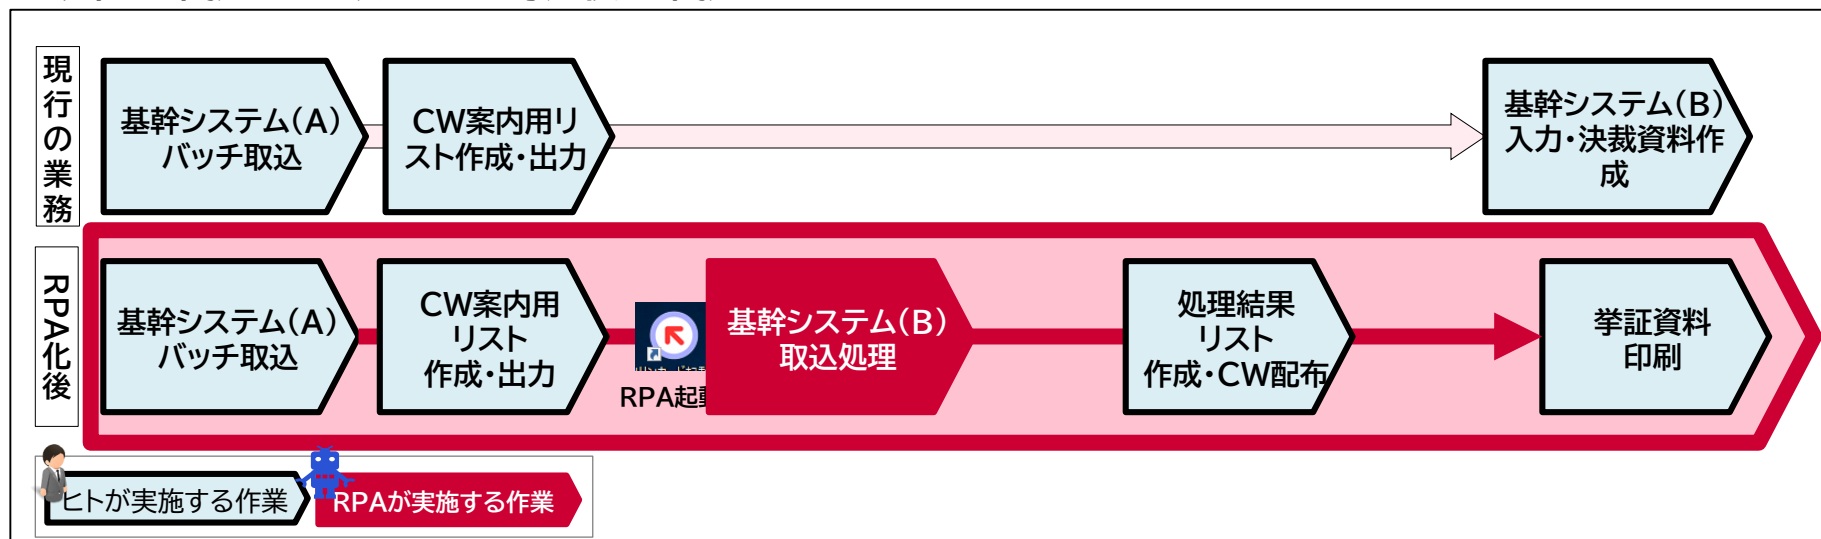 現行の業務
基幹システム(A)
バッチ取込
CW案内用リ
スト作成・出力
基幹システム(B)
入力・決裁資料作
成
RPA化後
基幹システム(A)
バッチ取込
CW案内用
リスト
作成・出力
RPA起動
基幹システム(B)
取込処理
処理結果
リスト
作成・CW配布
挙証資料
印刷
ヒトが実施する作業
RPAが実施する作業